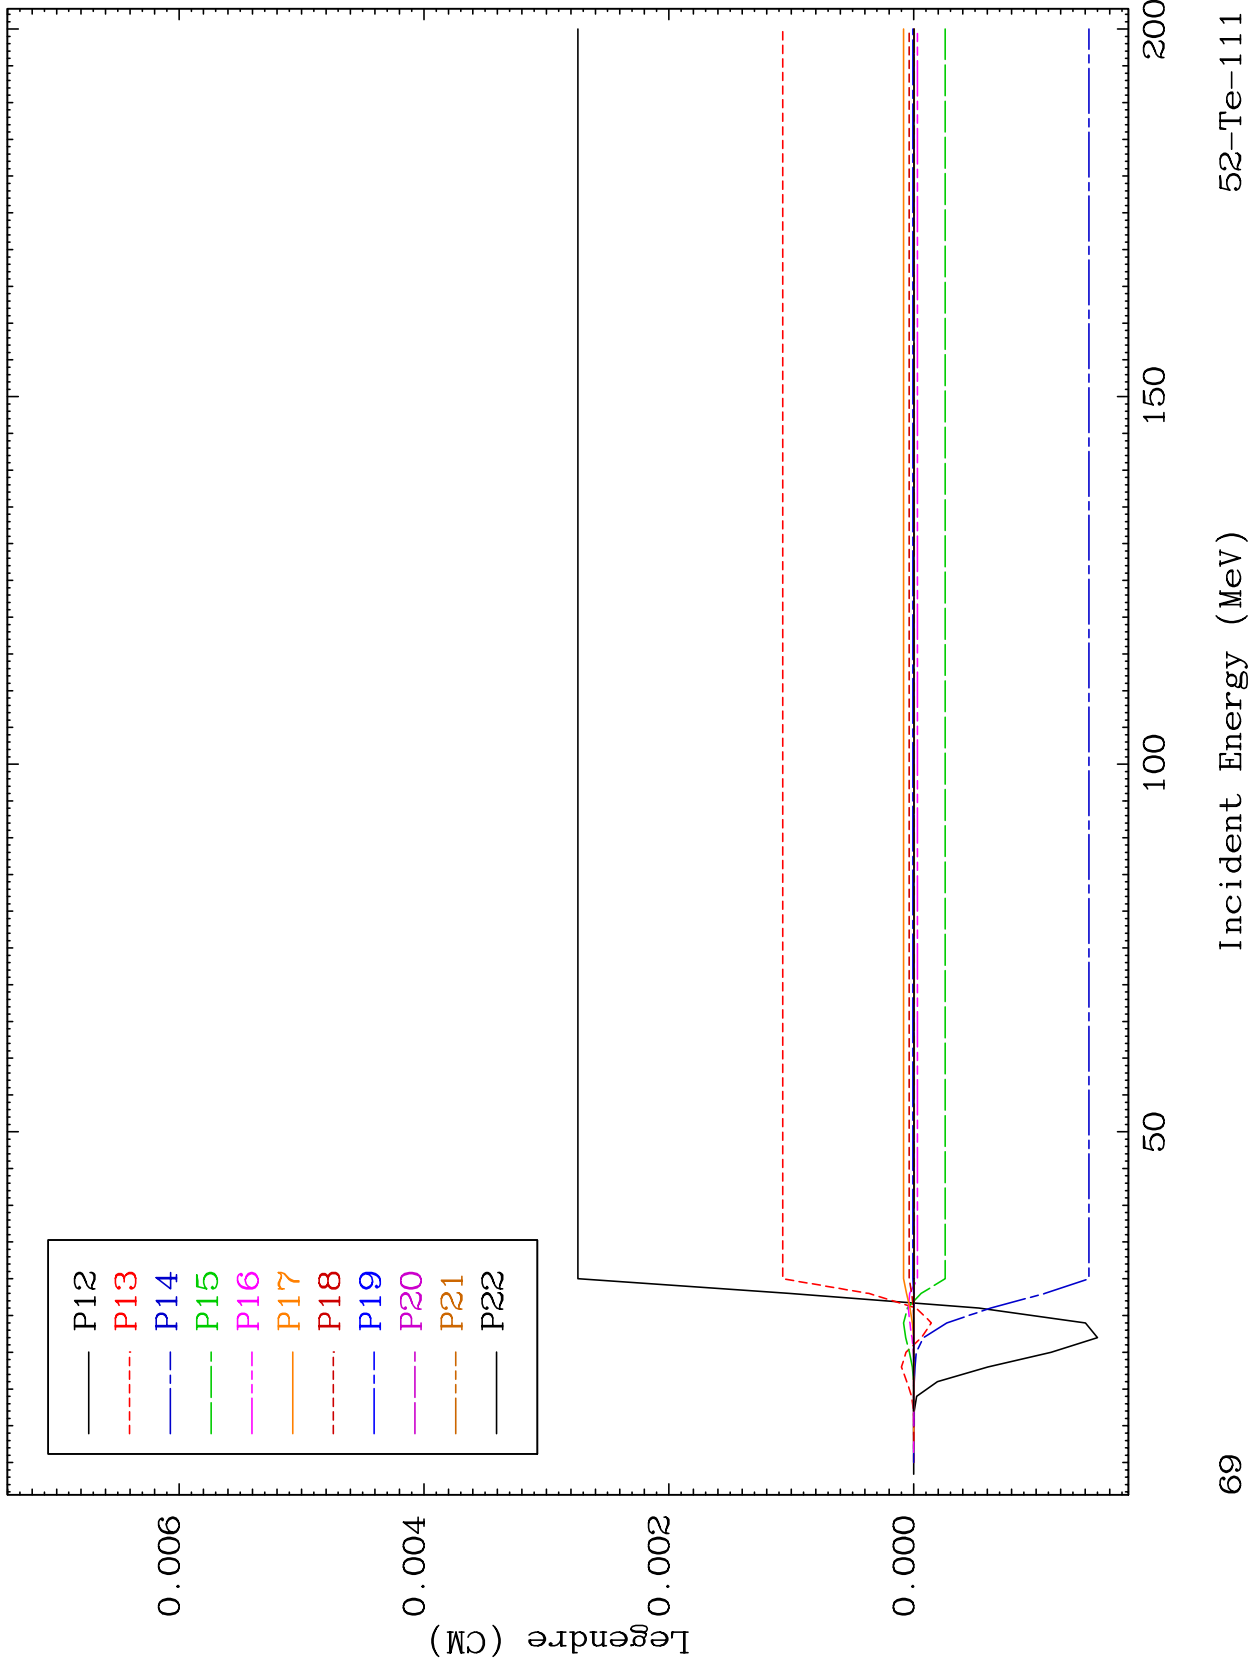 Legendre (CM)
0.006
0.004
0.002
0.000
P12
P13
P14
P15
P16
P17
P18
P19
P20
P21
P22
50
100
150
200
Incident Energy (MeV)
69
52-Te-111